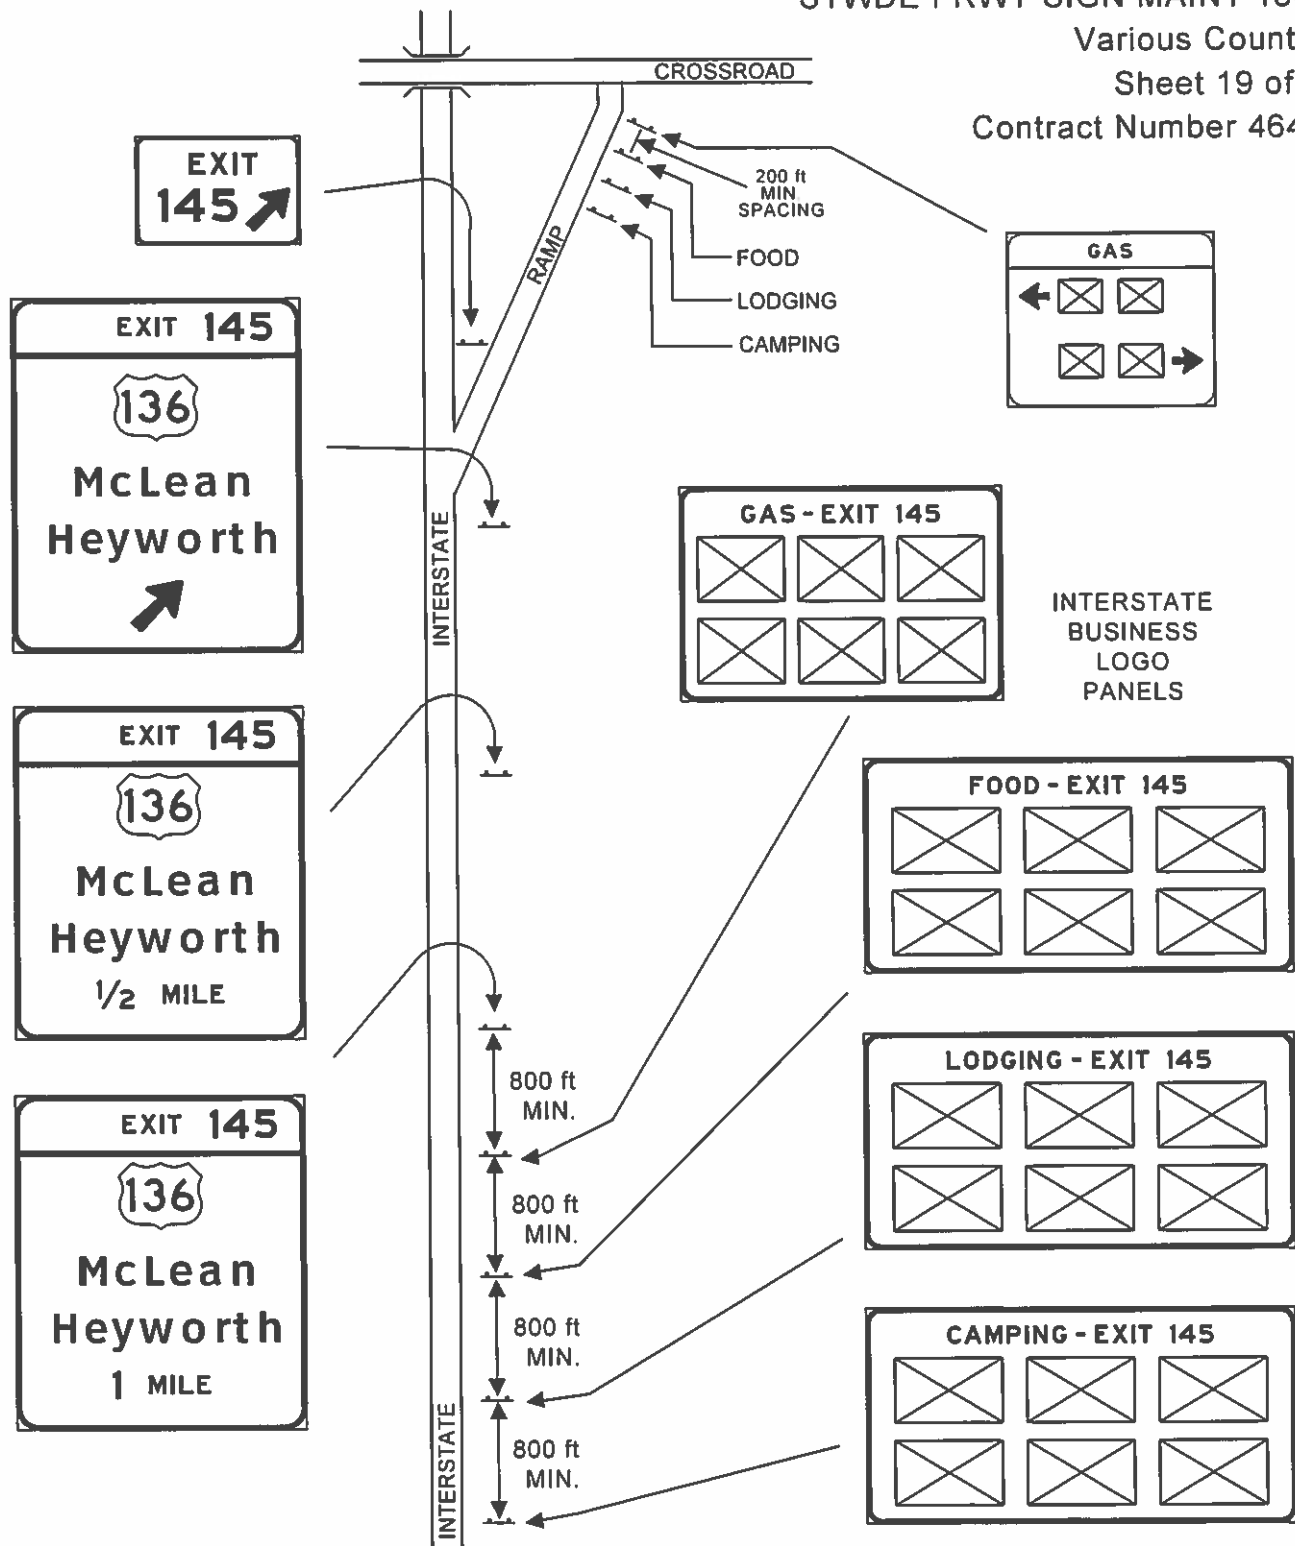 Various Count
Sheet 19 of
Contract Number 464
CROSSROAD
EXIT
145
200 ft
MIN.
SPACING
RAMP
FOOD
LODGING
CAMPING
GAS
EXIT 145
136
McLean
Heyworth
INTERSTATE
GAS - EXIT 145
INTERSTATE
BUSINESS
LOGO
PANELS
EXIT 145
136
McLean
Heyworth
1/2 MILE
FOOD - EXIT 145
800 ft
MIN.
LODGING - EXIT 145
EXIT 145
136
McLean
Heyworth
1 MILE
800 ft
MIN.
800 ft
MIN.
CAMPING - EXIT 145
800 ft
MIN.
INTERSTATE